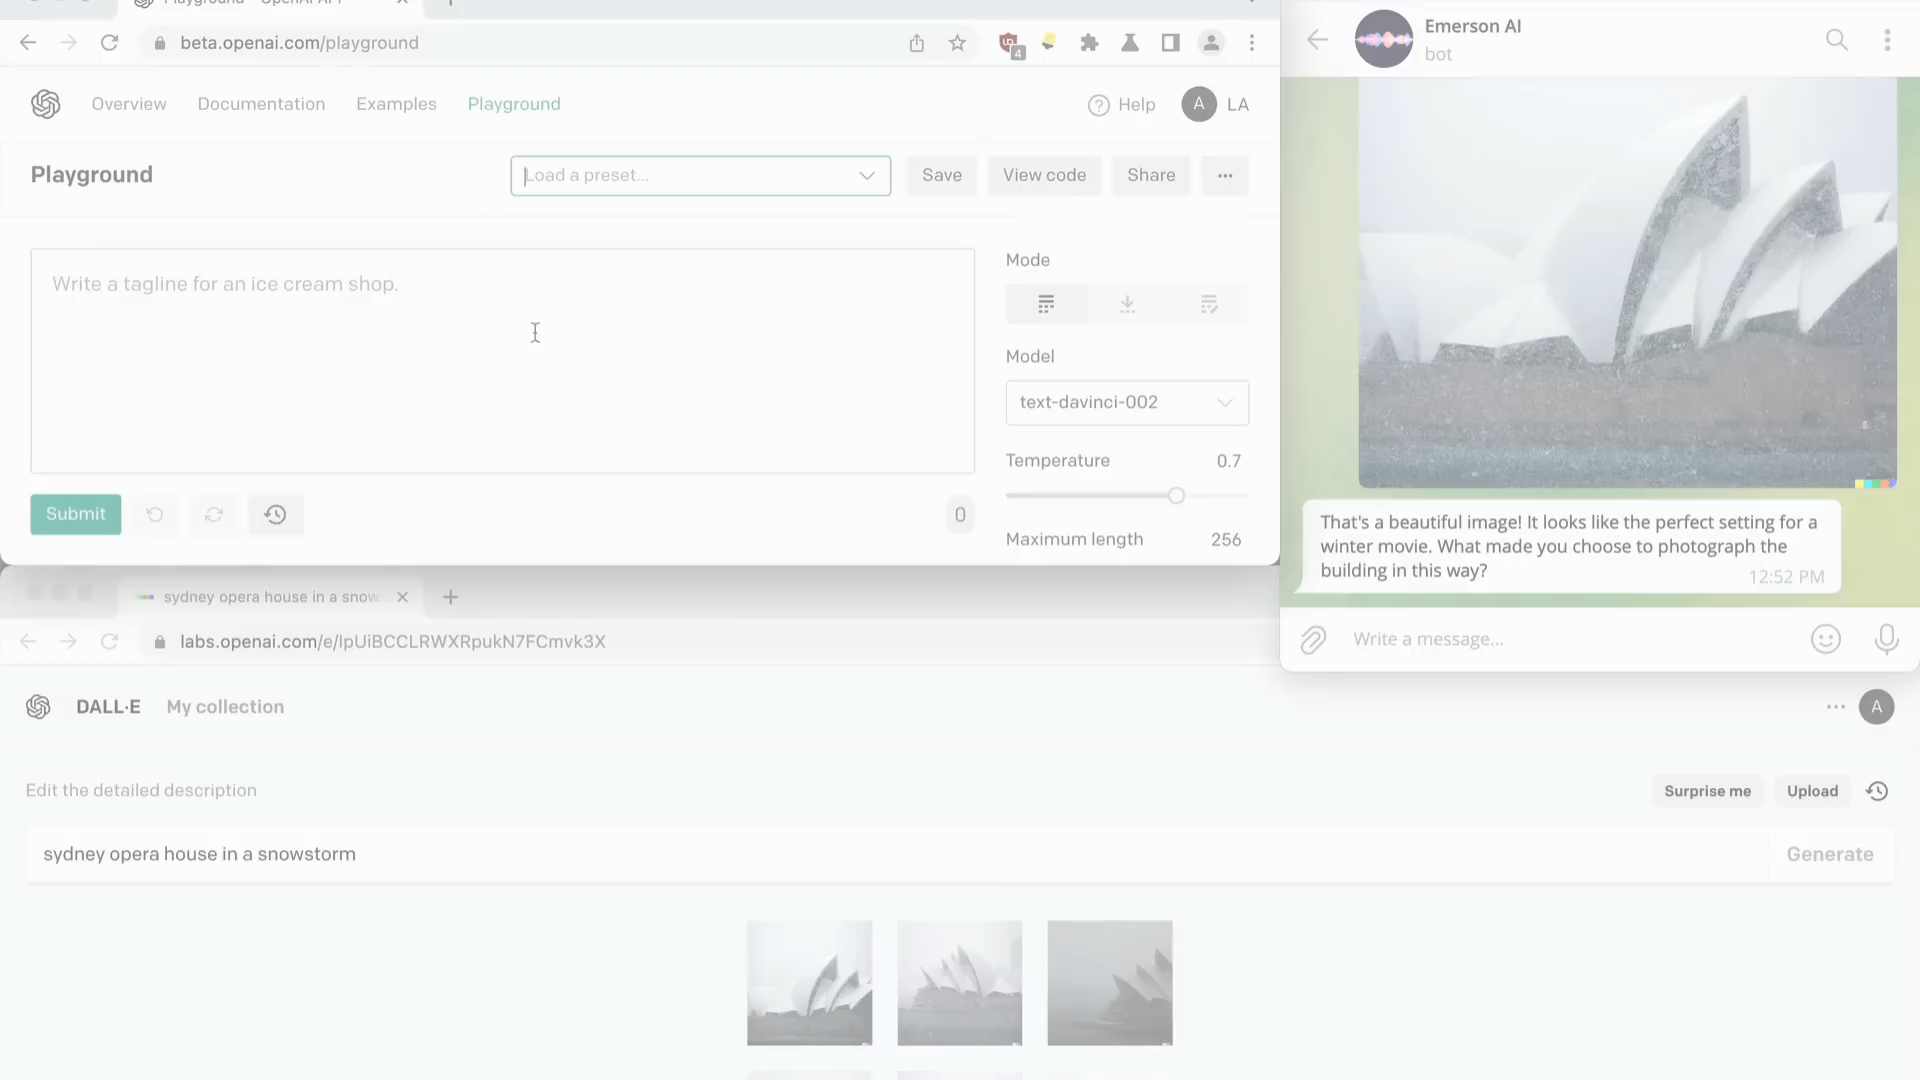 beta.openai.com/playground
4
Overview Documentation Examples Playground
Help A LA
Playground
Load a preset...
Save View code Share ...
Write a tagline for an ice cream shop.
Mode
Model
text-davinci-002
Temperature 0.7
Maximum length 256
Submit
0
Emerson AI
bot
That's a beautiful image! It looks like the perfect setting for a
winter movie. What made you choose to photograph the
building in this way?
12:52 PM
Write a message...
sydney opera house in a snow
labs.openai.com/e/lpUiBCCLRWXRpukN7FCmvk3X
DALL·E My collection
... A
Edit the detailed description
Surprise me Upload
sydney opera house in a snowstorm
Generate